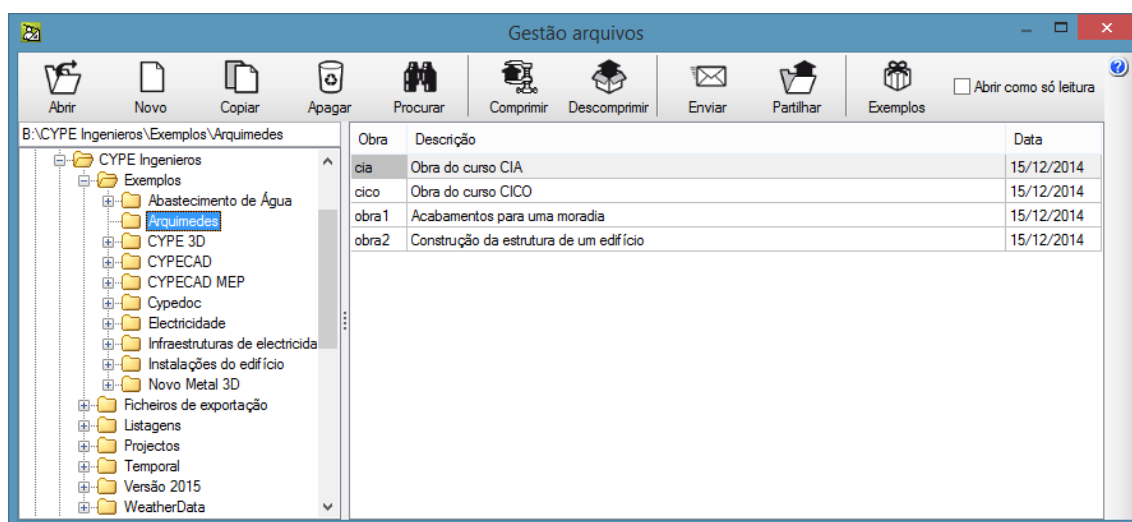 Gestão arquivos
Abrir Novo Copiar Apagar Procurar Comprimir Descomprimir Enviar Partilhar Exemplos Abrir como só leitura
B:\CYPE Ingenieros\Exemplos\Arquimedes
CYPE Ingenieros
Exemplos
Abastecimento de Água
Arquimedes
CYPE 3D
CYPECAD
CYPECAD MEP
Cypedoc
Electricidade
Infraestruturas de electricida
Instalações do edifício
Novo Metal 3D
Ficheiros de exportação
Listagens
Projectos
Temporal
Versão 2015
WeatherData
Obra Descrição Data
cia Obra do curso CIA 15/12/2014
cico Obra do curso CICO 15/12/2014
obra1 Acabamentos para uma moradia 15/12/2014
obra2 Construção da estrutura de um edifício 15/12/2014